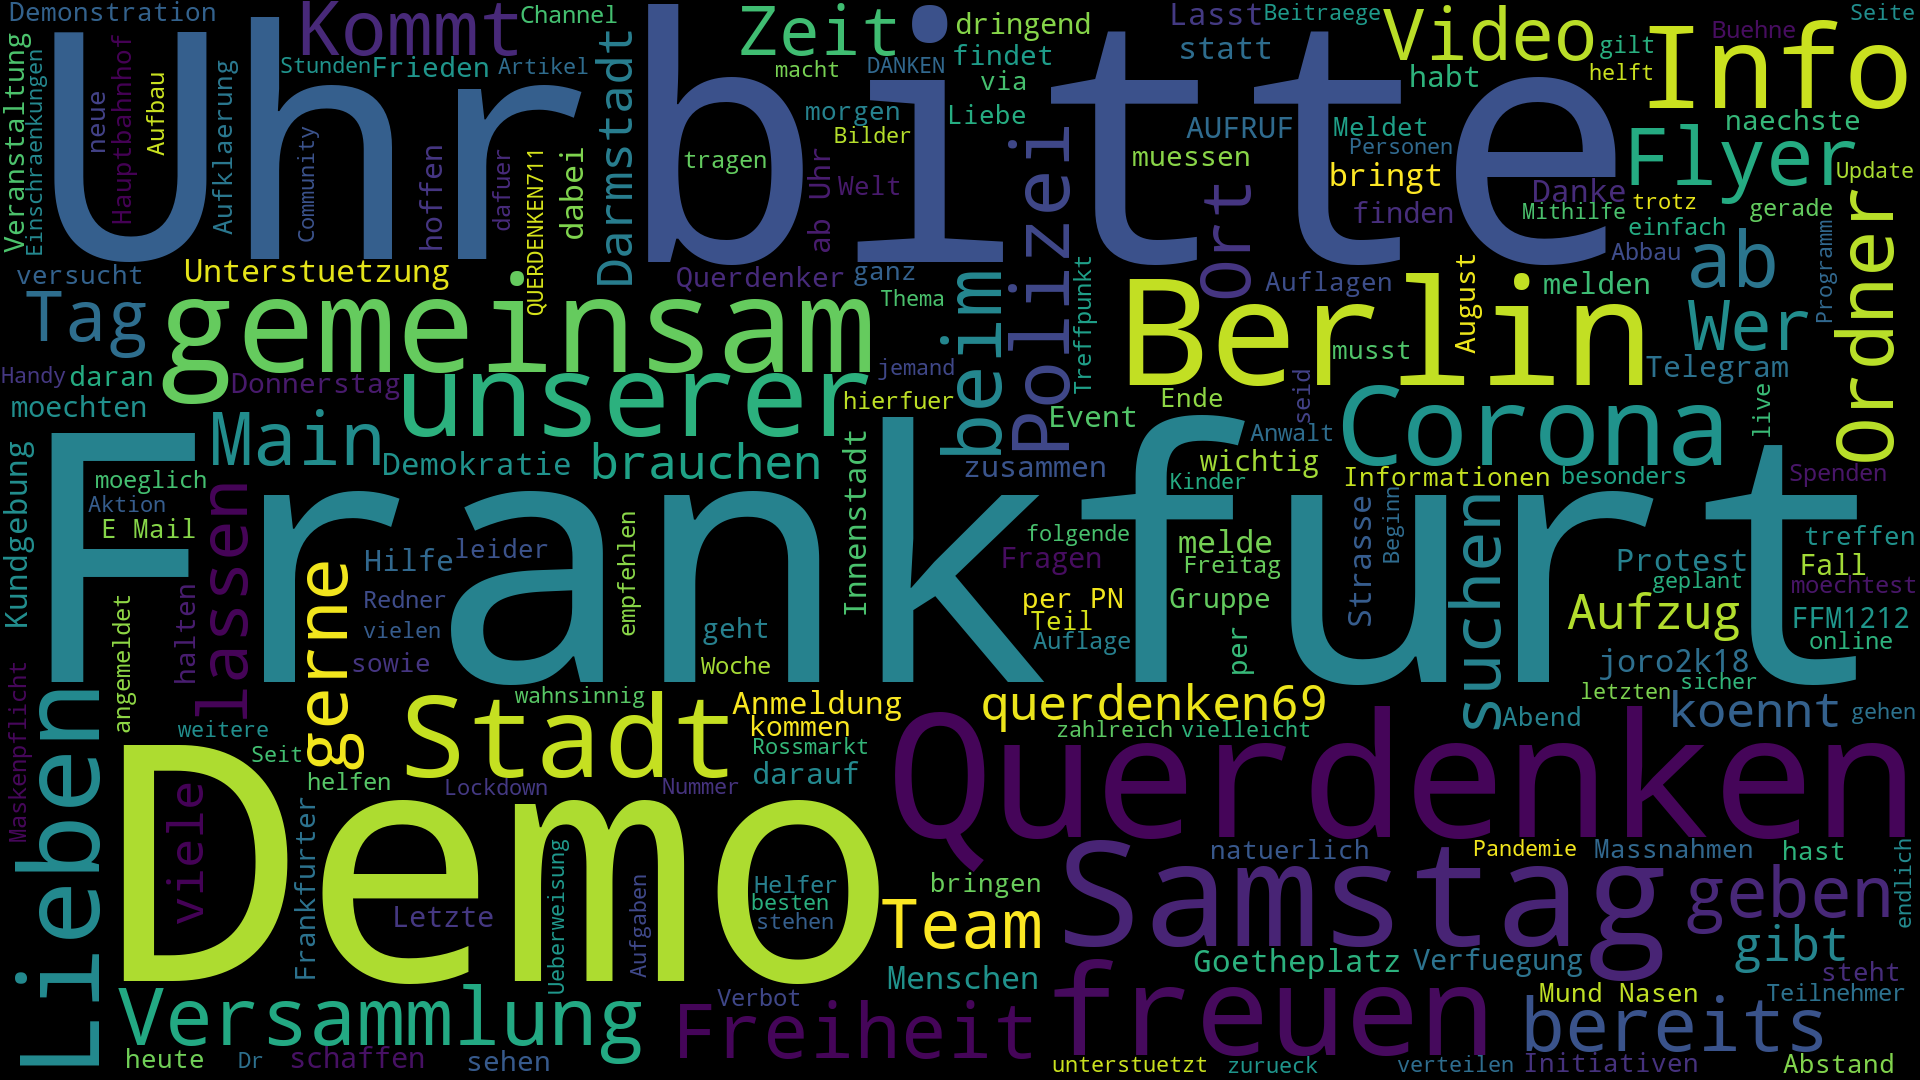 Demonstration
Kommt
Channel
Zeit
dringend
Lasst
Beitraege
Video
Info
Seite
Veranstaltung
Einschraenkungen
neue
Hauptbahnhof
Aufbau
Aufklaerung
Uhr
bitte
Stunden
Frieden
Artikel
Darmstadt
macht
DANKEN
findet
via
statt
habt
gilt
helft
Buehne
Community
hoffen
dafuer
QUERDENKEN711
dabei
tragen
morgen
Bilder
Liebe
ab Uhr
Welt
Polizei
muessen
AUFRUF
Ort
Meldet
Personen
bringt
finden
Danke
Mithilfe
trotz
einfach
Abbau
Flyer
naechste
Update
gerade
Ordner
Programm
versucht
Unterstuetzung
Querdenker
ganz
Thema
beim
Treffpunkt
Auflagen
August
melden
ab
Tag
gemeinsam
Berlin
musst
Wer
Telegram
Handy
daran
Donnerstag
unserer
jemand
hierfuer
moechten
Main
Demokratie
brauchen
Event
Ende
seid
Anwalt
Corona
live
zusammen
wichtig
Kinder
Informationen
besonders
Spenden
Kundgebung
moeglich
Aktion
E Mail
lassen
Frankfurt
Innenstadt
gerne
Hilfe
leider
empfehlen
folgende
Fragen
melde
Freitag
Strasse
Beginn
suchen
Protest
treffen
Fall
geplant
moechtest
angemeldet
halten
Redner
vielen
sowie
geht
Woche
per PN
Teil
Auflage
Gruppe
per
Aufzug
FFM1212
online
joro2k18
letzten
sicher
Maskenpflicht
Lieben
weitere
Seit
helfen
wahnsinnig
Stadt
Anmeldung
kommen
Rossmarkt
darauf
querdenken69
zahlreich
vielleicht
Abend
koennt
gehen
viele
Frankfurter
Lockdown
Nummer
Demo
Querdenken
Letzte
Ueberweisung
Aufgaben
Helfer
besten
stehen
bringen
Team
Samstag
natuerlich
Pandemie
Massnahmen
hast
geben
endlich
Menschen
Goetheplatz
Verfuegung
gibt
steht
Versammlung
Verbot
Freiheit
freuen
Mund Nasen
Teilnehmer
bereits
heute
Dr
schaffen
sehen
unterstuetzt
zurueck
verteilen
Initiativen
Abstand